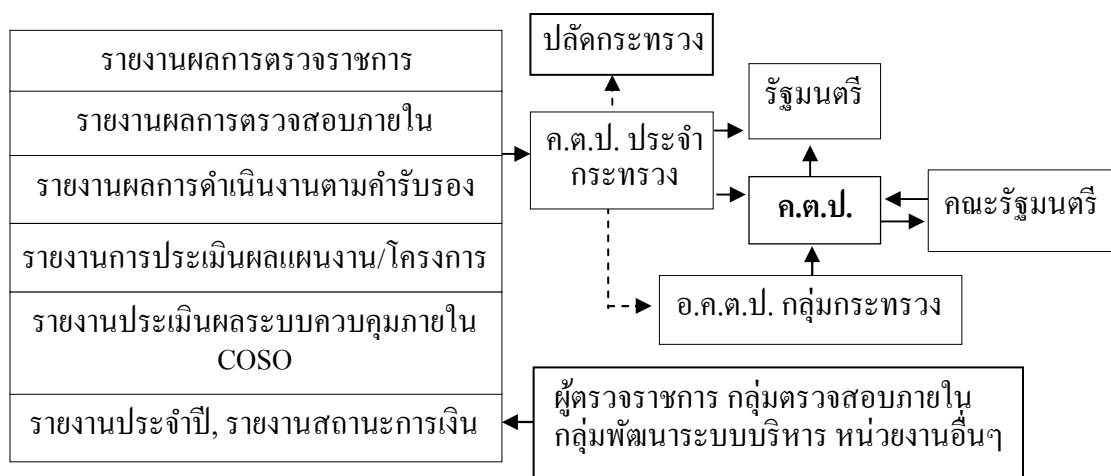 รายงานผลการตรวจราชการ
รายงานผลการตรวจสอบภายใน
รายงานผลการดำเนินงานตามคำรับรอง
รายงานการประเมินผลแผนงาน/โครงการ
รายงานประเมินผลระบบควบคุมภายใน
COSO
รายงานประจำปี, รายงานสถานะการเงิน
ปลัดกระทรวง
ค.ต.ป. ประจำ
กระทรวง
รัฐมนตรี
ค.ต.ป.
คณะรัฐมนตรี
อ.ค.ต.ป. กลุ่มกระทรวง
ผู้ตรวจราชการ กลุ่มตรวจสอบภายใน
กลุ่มพัฒนาระบบบริหาร หน่วยงานอื่นๆ